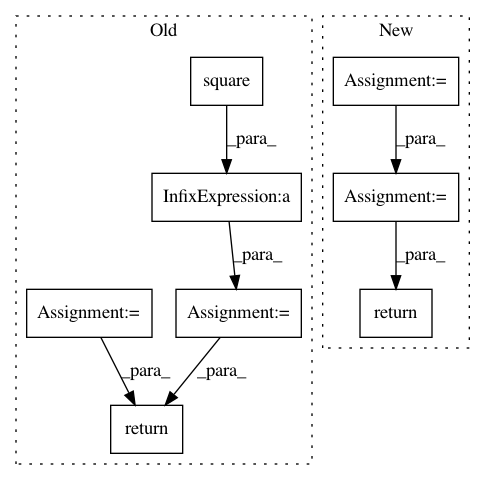 Old
New
square
Assignment:=
_para_
_para_
InfixExpression:a
Assignment:=
_para_
_para_
Assignment:=
Assignment:=
return
_para_
_para_
return